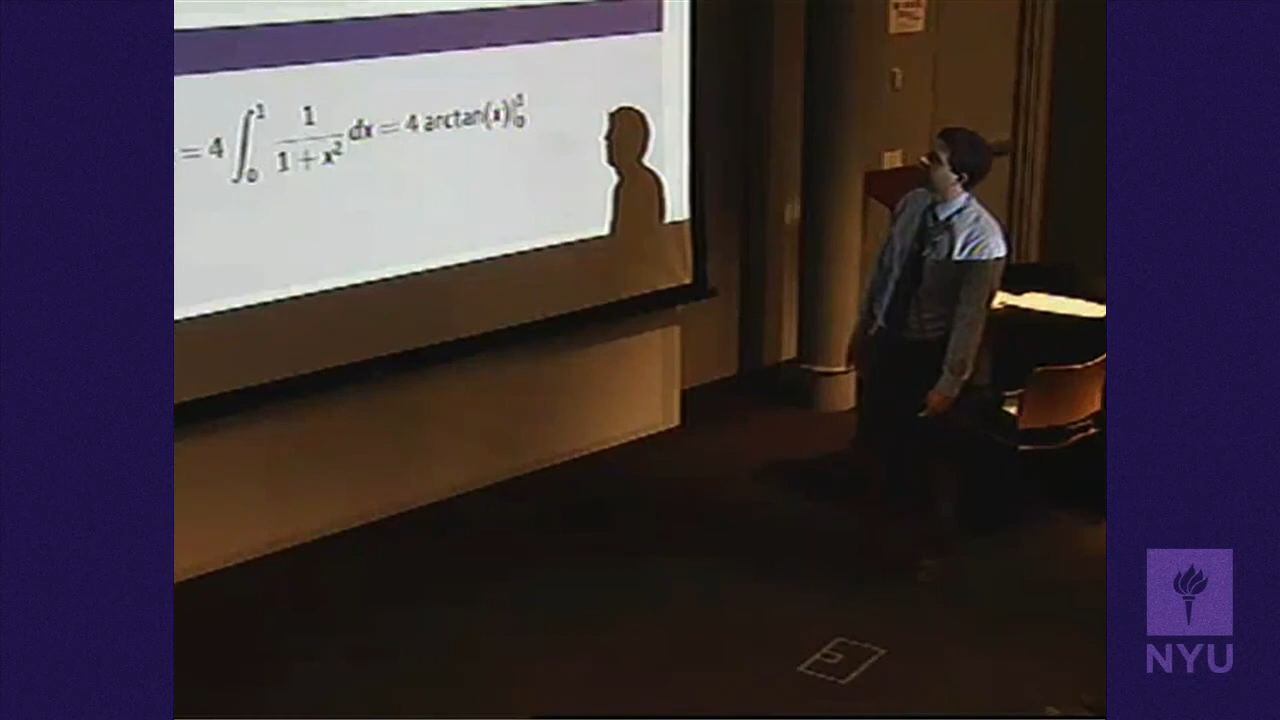 = 4 ∫₀¹ 1/(1 + x²) dx = 4 arctan(x)|₀¹
NYU